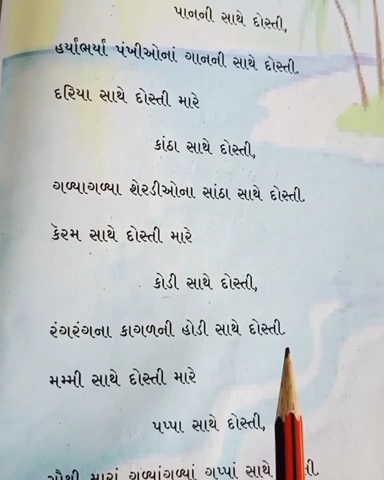 પાનની સાથે દોસ્તી,
હર્યાંભર્યાં પંખીઓનાં ગાનની સાથે દોસ્તી.
દરિયા સાથે દોસ્તી મારે
કાંઠા સાથે દોસ્તી,
ગળ્યાગળ્યા શેરડીઓના સાંઠા સાથે દોસ્તી.
કેરમ સાથે દોસ્તી મારે
કોડી સાથે દોસ્તી,
રંગરંગના કાગળની હોડી સાથે દોસ્તી.
મમ્મી સાથે દોસ્તી મારે
પપ્પા સાથે દોસ્તી,
મારાં ગળ્યાંગળ્યાં ગપ્પાં સાથે